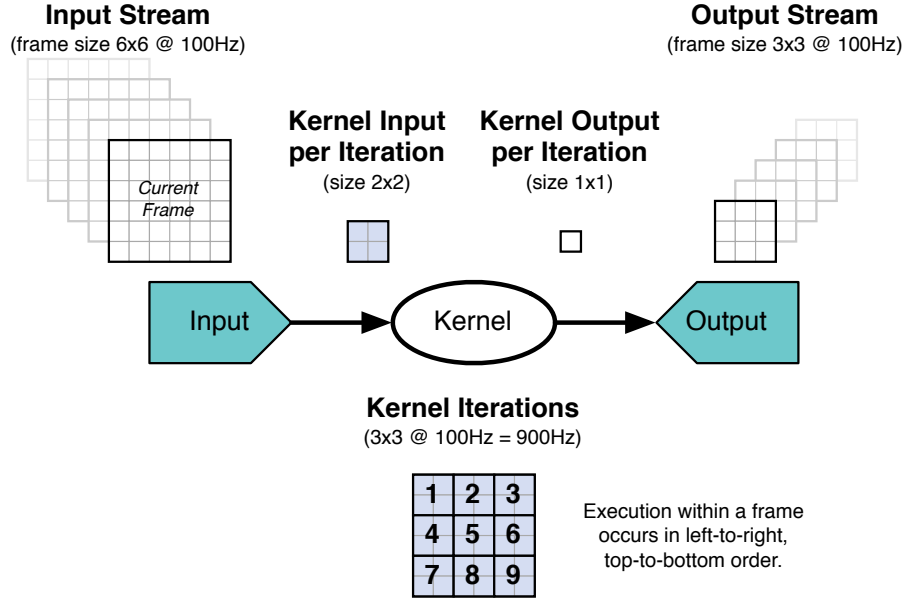 Input Stream
(frame size 6x6 @ 100Hz)
Output Stream
(frame size 3x3 @ 100Hz)
Kernel Input
per Iteration
(size 2x2)
Kernel Output
per Iteration
(size 1x1)
Current
Frame
Input
Kernel
Output
Kernel Iterations
(3x3 @ 100Hz = 900Hz)
1 2 3
4 5 6
7 8 9
Execution within a frame
occurs in left-to-right,
top-to-bottom order.